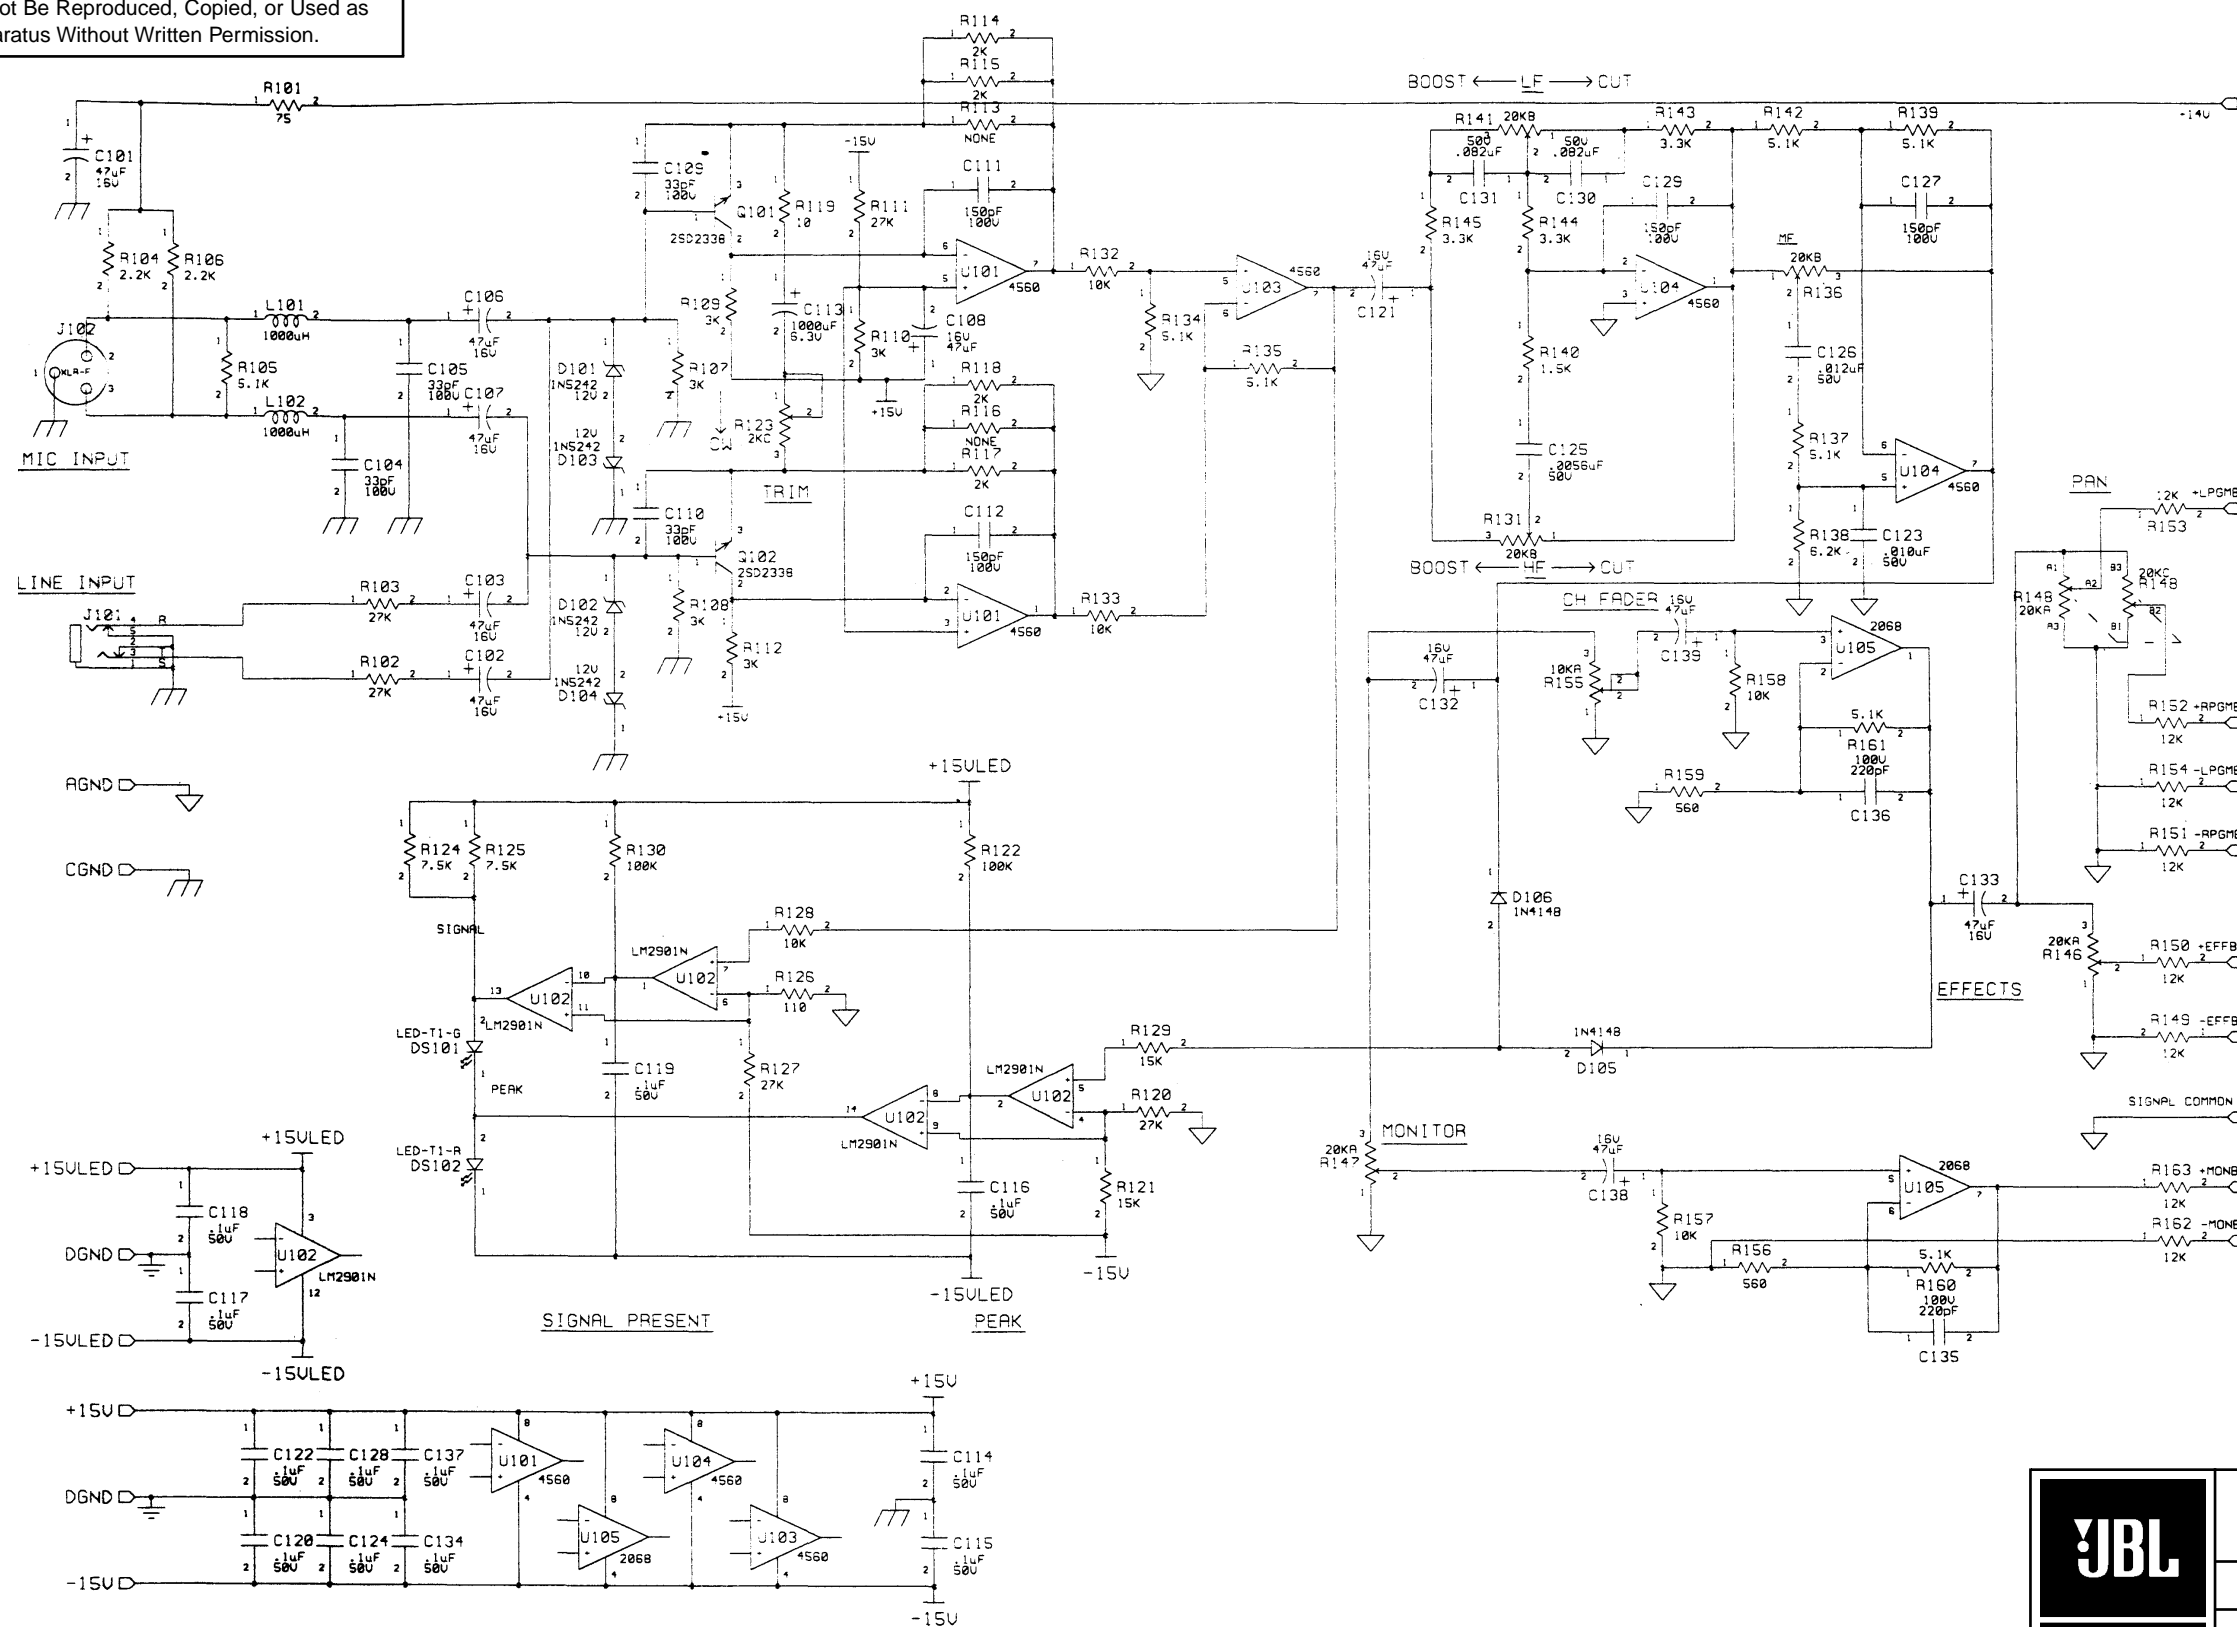 ot Be Reproduced, Copied, or Used as
aratus Without Written Permission.
R101
75
C101
47uF
16V
R104
2.2K
R106
2.2K
J102
XLR-F
MIC INPUT
R105
5.1K
L101
1000uH
L102
1000uH
C104
33pF
100V
C105
33pF
100V
C106
47uF
16V
C107
47uF
16V
LINE INPUT
J101
R
T
S
R103
27K
R102
27K
C103
47uF
16V
C102
47uF
16V
D101
1N5242
12V
12V
1N5242
D103
D102
1N5242
12V
12V
1N5242
D104
R114
2K
R115
2K
R113
NONE
C109
33pF
100V
Q101
2SD2338
R119
10
-15V
R111
27K
C111
150pF
100V
U101
4560
R109
3K
C113
1000uF
6.3V
R110
3K
C108
16V
47uF
R107
3K
R118
2K
R116
NONE
R117
2K
+15V
R123
2KC
CW
TRIM
C110
33pF
100V
Q102
2SD2338
C112
150pF
100V
R108
3K
R112
3K
+15V
U101
4560
R132
10K
R133
10K
R134
5.1K
R135
5.1K
U103
4560
16V
47uF
C121
BOOST ← LF → CUT
-14V
R141 20KB
50V
.082uF
C131
50V
.082uF
C130
R143
3.3K
R142
5.1K
R139
5.1K
C129
150pF
100V
C127
150pF
100V
R145
3.3K
R144
3.3K
U104
4560
MF
20KB
R136
R140
1.5K
C126
.012uF
50V
C125
.0056uF
50V
R137
5.1K
U104
4560
R131
20KB
R138
6.2K
C123
.010uF
50V
BOOST ← HF → CUT
PAN
12K
R153
+LPGMB
20KC
R148
R148
20KA
A1
A2
A3
B3
B2
B1
CH FADER
16V
47uF
C139
2068
U105
16V
47uF
C132
10KA
R155
R158
10K
5.1K
R161
100V
220pF
C136
R159
560
R152 +RPGMB
12K
R154 -LPGMB
12K
R151 -RPGMB
12K
AGND
CGND
+15VLED
R124
7.5K
R125
7.5K
R130
100K
R122
100K
SIGNAL
LM2901N
U102
R128
10K
R126
110
U102
LM2901N
LED-T1-G
DS101
PEAK
LED-T1-R
DS102
C119
.1uF
50V
R127
27K
U102
LM2901N
LM2901N
U102
R129
15K
R120
27K
C116
.1uF
50V
R121
15K
-15V
-15VLED
SIGNAL PRESENT
PEAK
D106
1N4148
1N4148
D105
C133
47uF
16V
20KA
R146
EFFECTS
R150 +EFFB
12K
R149 -EFFB
12K
SIGNAL COMMON
MONITOR
20KA
R147
16V
47uF
C138
R157
10K
2068
U105
R156
560
5.1K
R160
100V
220pF
C135
R163 +MONB
12K
R162 -MONB
12K
+15VLED
+15VLED
C118
.1uF
50V
DGND
U102
LM2901N
C117
.1uF
50V
-15VLED
-15VLED
+15V
+15V
C122
.1uF
50V
C128
.1uF
50V
C137
.1uF
50V
U101
4560
U104
4560
C114
.1uF
50V
DGND
C120
.1uF
50V
C124
.1uF
50V
C134
.1uF
50V
U105
2068
U103
4560
C115
.1uF
50V
-15V
-15V
JBL